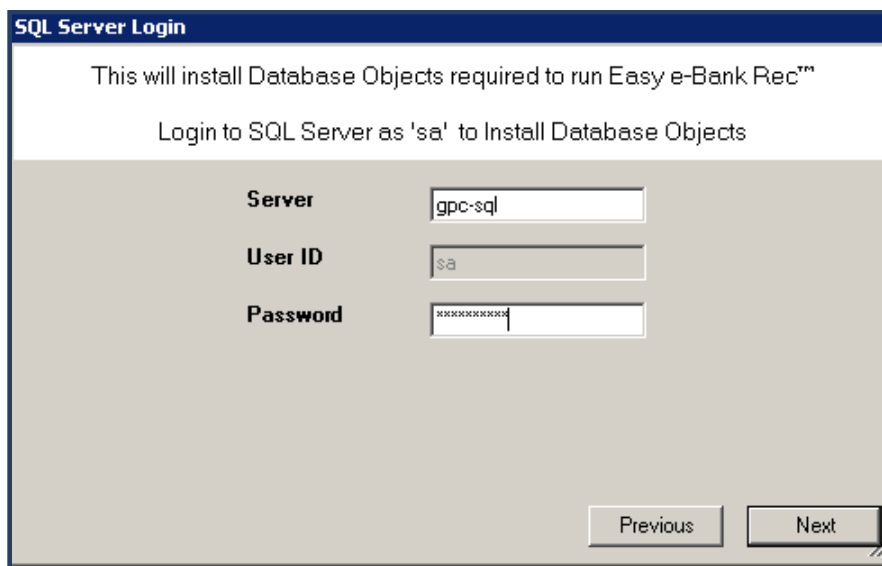 SQL Server Login
This will install Database Objects required to run Easy e-Bank Rec™
Login to SQL Server as 'sa' to Install Database Objects
Server gpc-sql
User ID sa
Password **********
Previous Next